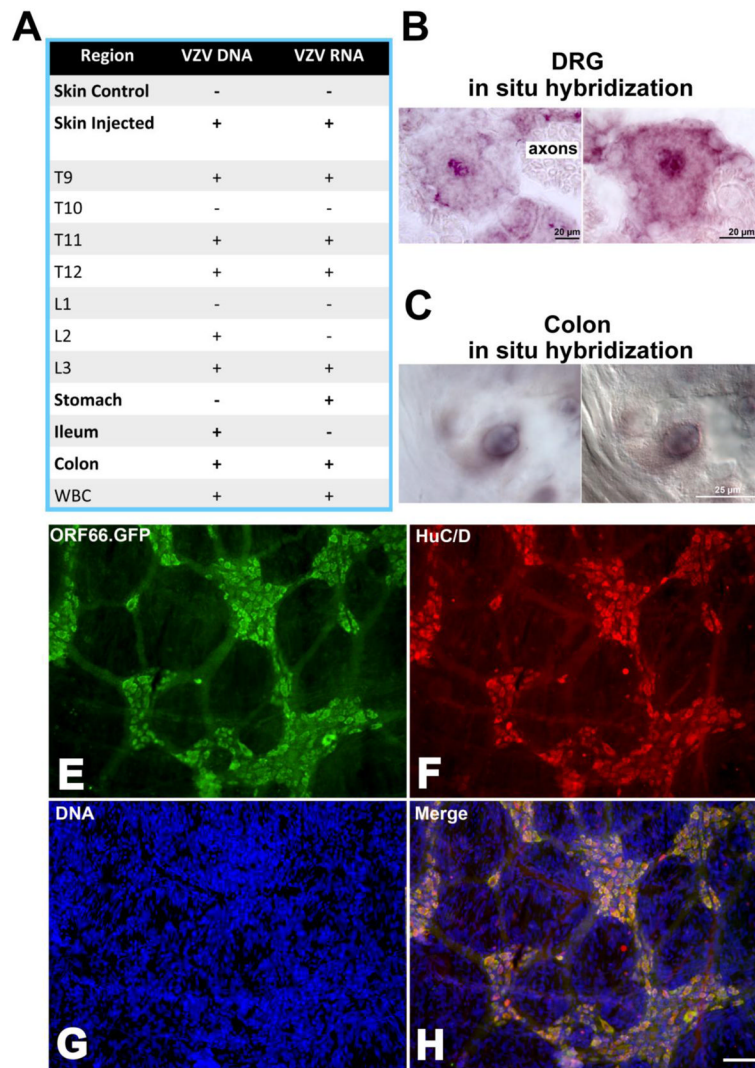 A
Region VZV DNA VZV RNA
Skin Control - -
Skin Injected + +
T9 + +
T10 - -
T11 + +
T12 + +
L1 - -
L2 + -
L3 + +
Stomach - +
Ileum + -
Colon + +
WBC + +
B
DRG
in situ hybridization
axons
20 µm
20 µm
C
Colon
in situ hybridization
25 µm
ORF66.GFP
HuC/D
E
F
DNA
Merge
G
H